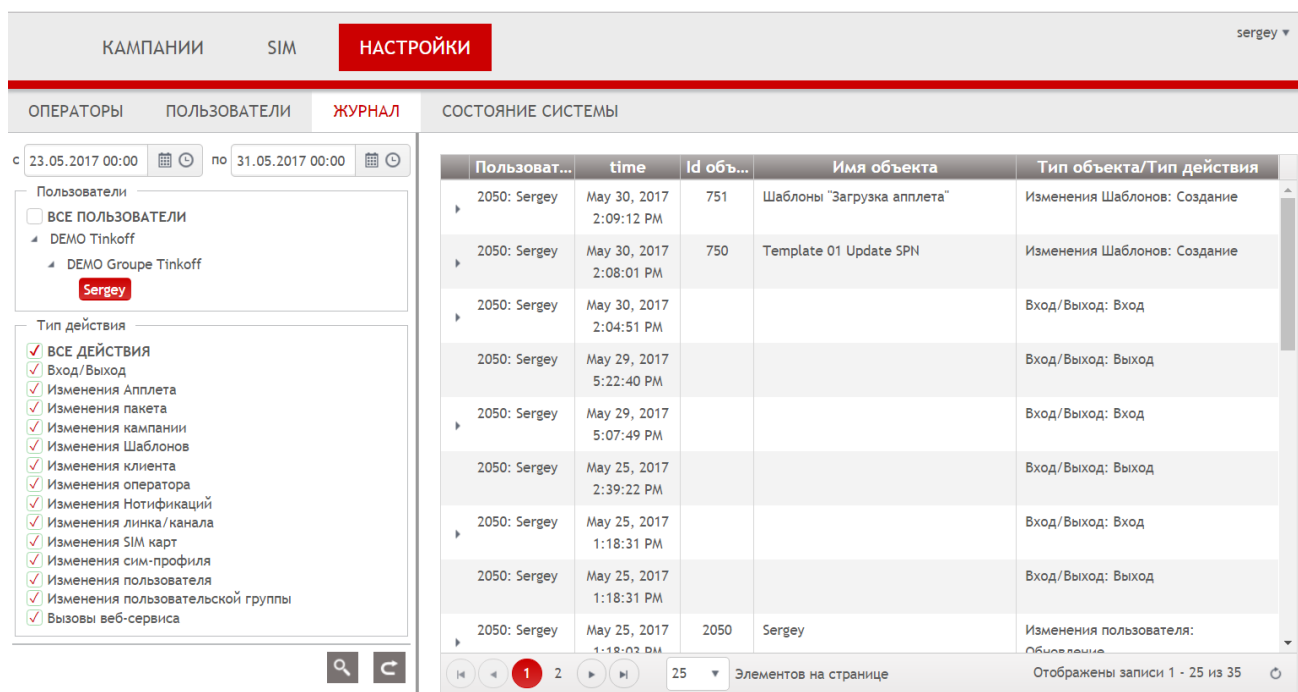 КАМПАНИИ SIM НАСТРОЙКИ sergey
ОПЕРАТОРЫ ПОЛЬЗОВАТЕЛИ ЖУРНАЛ СОСТОЯНИЕ СИСТЕМЫ
с 23.05.2017 00:00 по 31.05.2017 00:00
Пользователи
ВСЕ ПОЛЬЗОВАТЕЛИ
DEMO Tinkoff
DEMO Groupe Tinkoff
Sergey
Тип действия
ВСЕ ДЕЙСТВИЯ
Вход/Выход
Изменения Апплета
Изменения пакета
Изменения кампании
Изменения Шаблонов
Изменения клиента
Изменения оператора
Изменения Нотификаций
Изменения линка/канала
Изменения SIM карт
Изменения сим-профиля
Изменения пользователя
Изменения пользовательской группы
Вызовы веб-сервиса
Пользоват... time Id объ... Имя объекта Тип объекта/Тип действия
2050: Sergey May 30, 2017 751 Шаблоны "Загрузка апплета" Изменения Шаблонов: Создание
2:09:12 PM
2050: Sergey May 30, 2017 750 Template 01 Update SPN Изменения Шаблонов: Создание
2:08:01 PM
2050: Sergey May 30, 2017 Вход/Выход: Вход
2:04:51 PM
2050: Sergey May 29, 2017 Вход/Выход: Выход
5:22:40 PM
2050: Sergey May 29, 2017 Вход/Выход: Вход
5:07:49 PM
2050: Sergey May 25, 2017 Вход/Выход: Выход
2:39:22 PM
2050: Sergey May 25, 2017 Вход/Выход: Вход
1:18:31 PM
2050: Sergey May 25, 2017 Вход/Выход: Выход
1:18:31 PM
2050: Sergey May 25, 2017 2050 Sergey Изменения пользователя:
1:18:03 PM Обновление
1 2 25 Элементов на странице Отображены записи 1 - 25 из 35